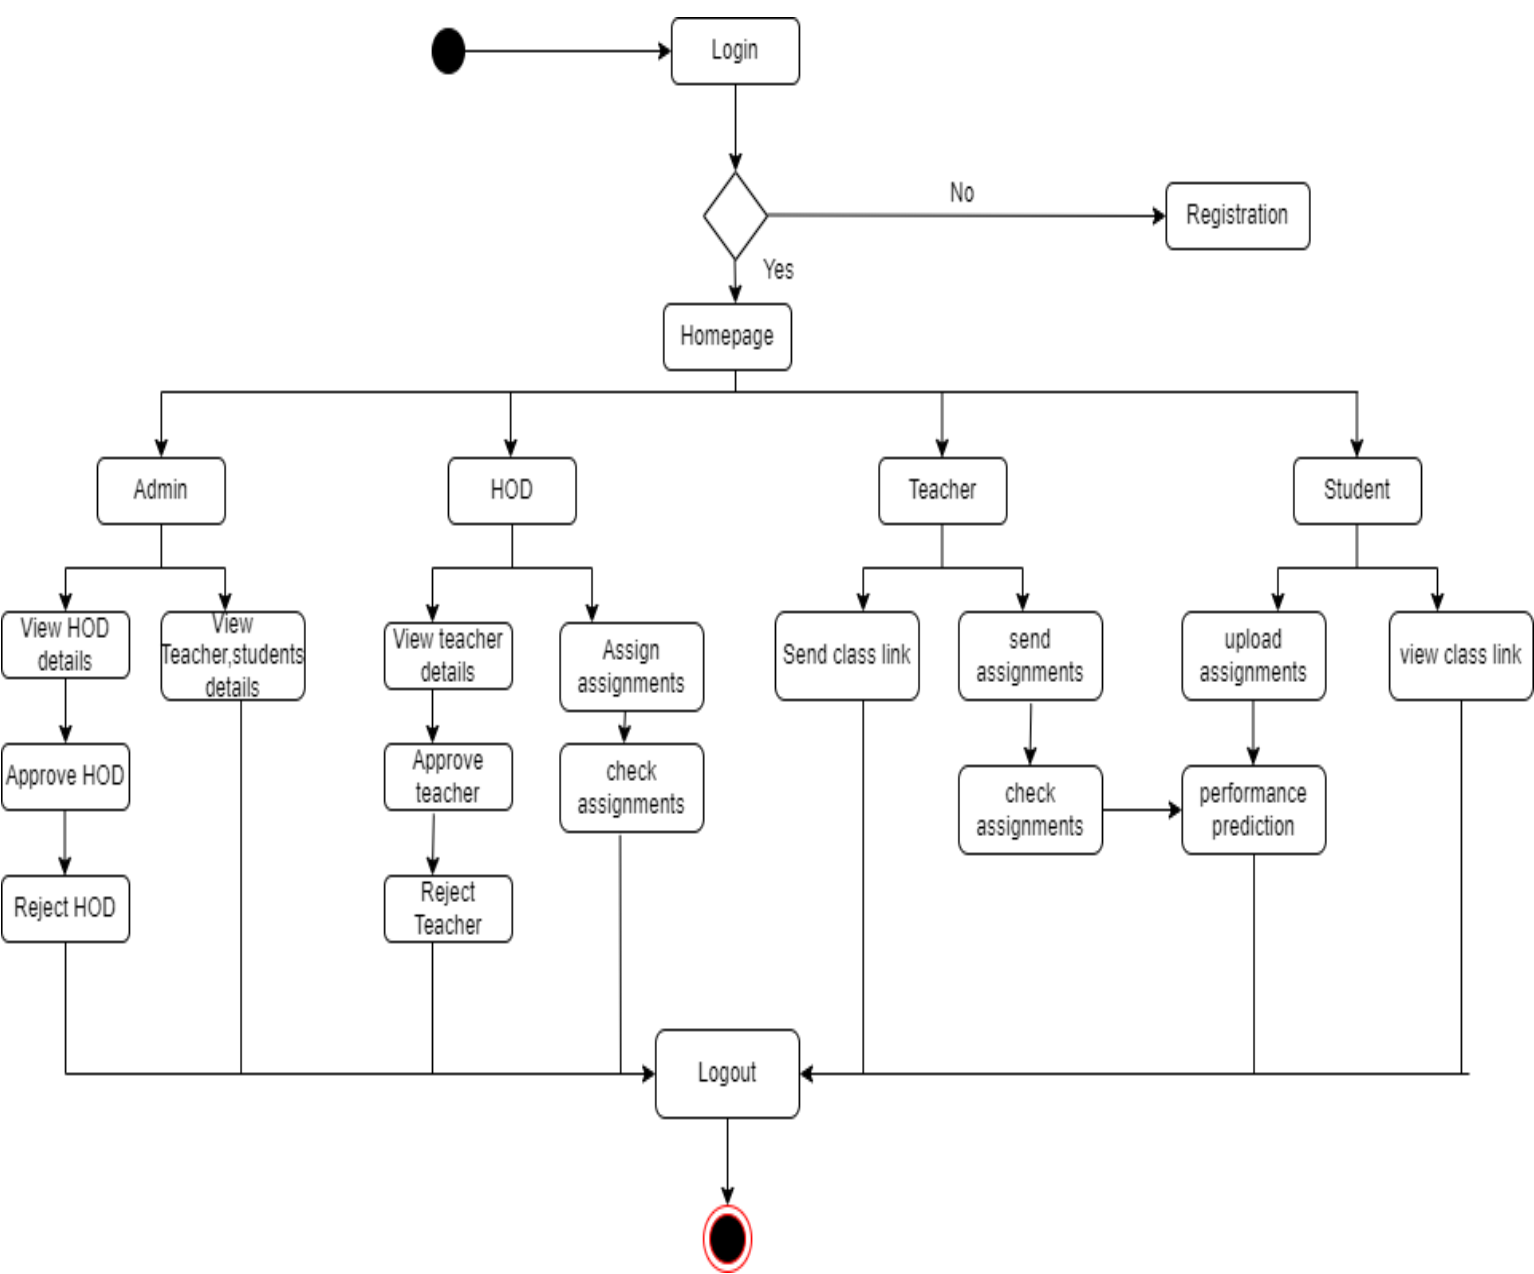 Login
No
Registration
Yes
Homepage
Admin
HOD
Teacher
Student
View HOD
details
View
Teacher,students
details
View teacher
details
Assign
assignments
Send class link
send
assignments
upload
assignments
view class link
Approve HOD
Approve
teacher
check
assignments
check
assignments
performance
prediction
Reject HOD
Reject
Teacher
Logout